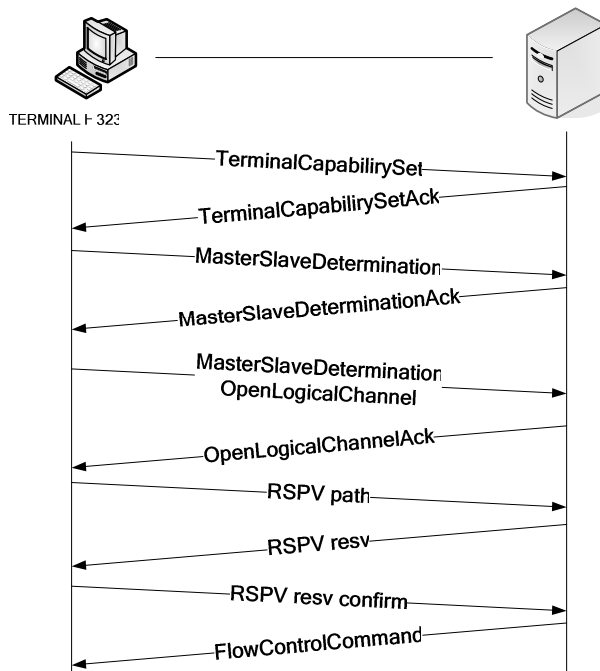 TERMINAL H 323
TerminalCapabilirySet
TerminalCapabilirySetAck
MasterSlaveDetermination
MasterSlaveDeterminationAck
MasterSlaveDetermination
OpenLogicalChannel
OpenLogicalChannelAck
RSPV path
RSPV resv
RSPV resv confirm
FlowControlCommand